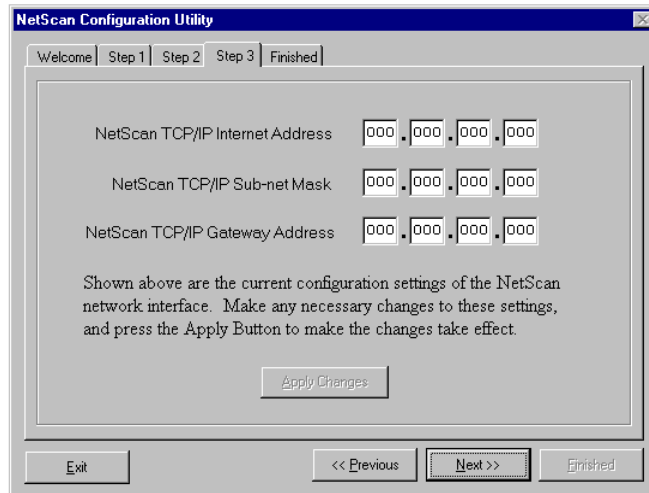 NetScan Configuration Utility
Welcome Step 1 Step 2 Step 3 Finished
NetScan TCP/IP Internet Address 000 . 000 . 000 . 000
NetScan TCP/IP Sub-net Mask 000 . 000 . 000 . 000
NetScan TCP/IP Gateway Address 000 . 000 . 000 . 000
Shown above are the current configuration settings of the NetScan
network interface. Make any necessary changes to these settings,
and press the Apply Button to make the changes take effect.
Apply Changes
Exit << Previous Next >> Finished